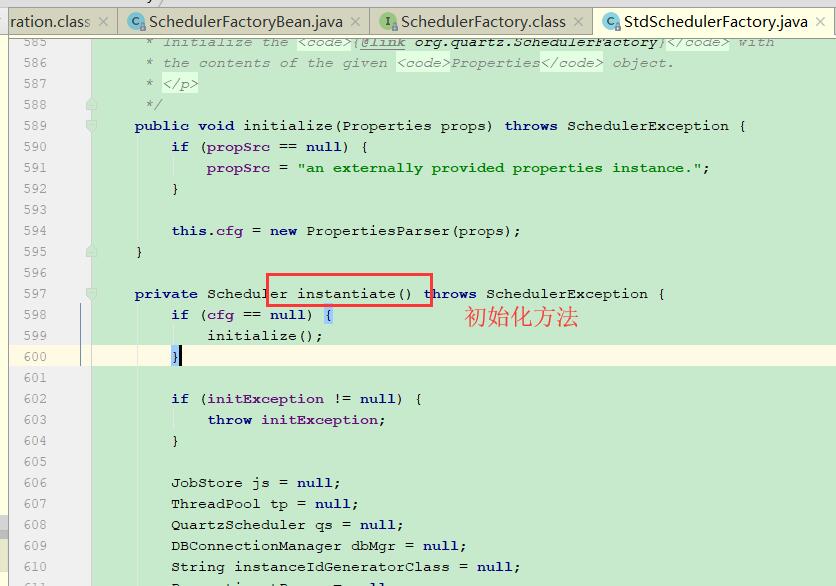 ration.class SchedulerFactoryBean.java SchedulerFactory.class StdSchedulerFactory.java
585 * Initialize the <code>{@link org.quartz.SchedulerFactory}</code> with
586 * the contents of the given <code>Properties</code> object.
587 * </p>
588 */
589 public void initialize(Properties props) throws SchedulerException {
590 if (propSrc == null) {
591 propSrc = "an externally provided properties instance.";
592 }
593
594 this.cfg = new PropertiesParser(props);
595 }
596
597 private Scheduler instantiate() throws SchedulerException {
598 if (cfg == null) {
初始化方法
599 initialize();
600 }
601
602 if (initException != null) {
603 throw initException;
604 }
605
606 JobStore js = null;
607 ThreadPool tp = null;
608 QuartzScheduler qs = null;
609 DBConnectionManager dbMgr = null;
610 String instanceIdGeneratorClass = null;